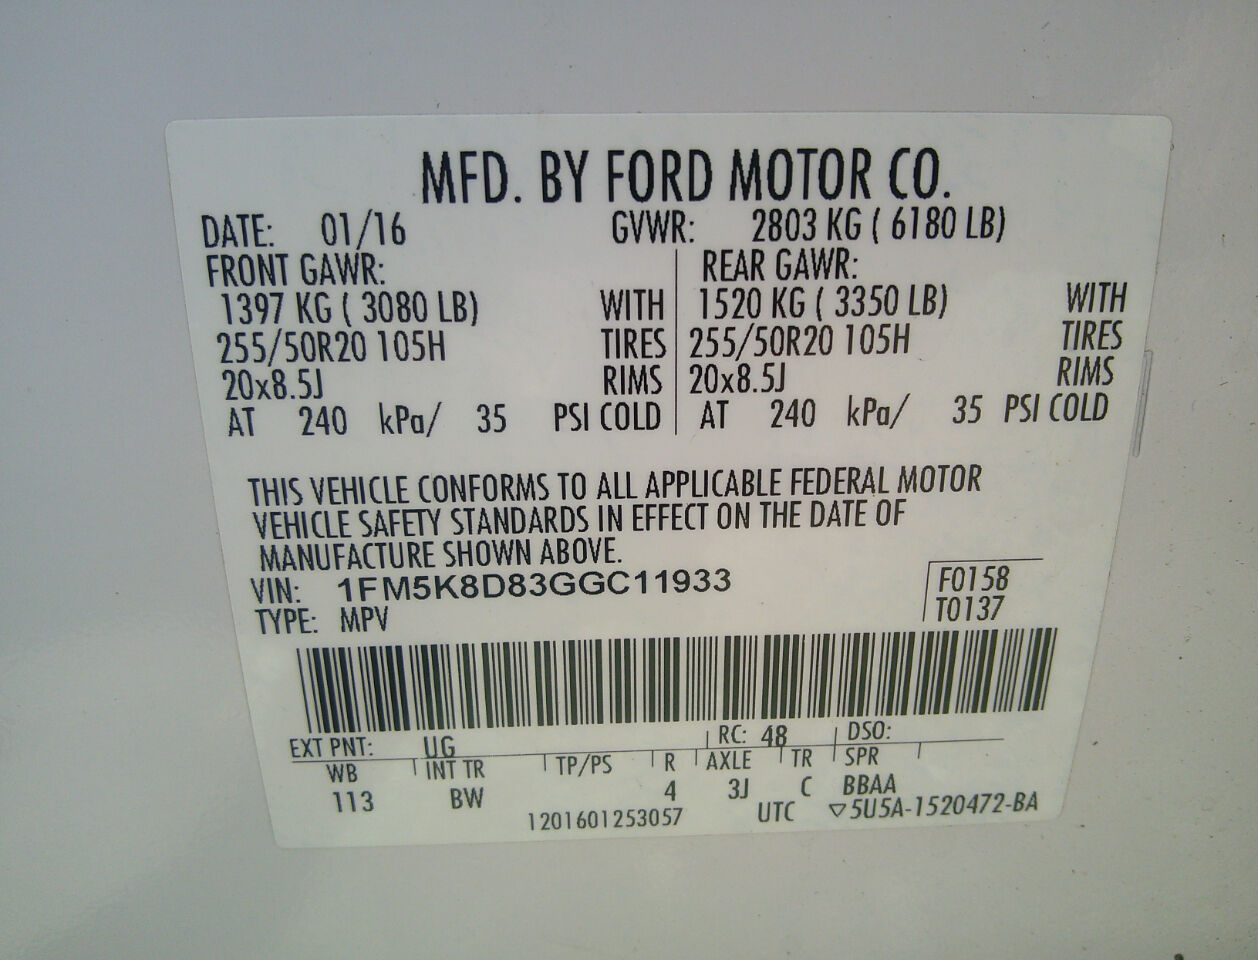 MFD. BY FORD MOTOR CO.
DATE: 01/16 GVWR: 2803 KG ( 6180 LB)
FRONT GAWR: REAR GAWR:
1397 KG ( 3080 LB) WITH 1520 KG ( 3350 LB) WITH
255/50R20 105H TIRES 255/50R20 105H TIRES
20x8.5J RIMS 20x8.5J RIMS
AT 240 kPa/ 35 PSI COLD AT 240 kPa/ 35 PSI COLD
THIS VEHICLE CONFORMS TO ALL APPLICABLE FEDERAL MOTOR
VEHICLE SAFETY STANDARDS IN EFFECT ON THE DATE OF
MANUFACTURE SHOWN ABOVE.
VIN: 1FM5K8D83GGC11933 F0158
TYPE: MPV T0137
EXT PNT: UG RC: 48 DSO:
WB INT TR TP/PS R AXLE TR SPR
113 BW 4 3J C BBAA
1201601253057 UTC ▽5U5A-1520472-BA